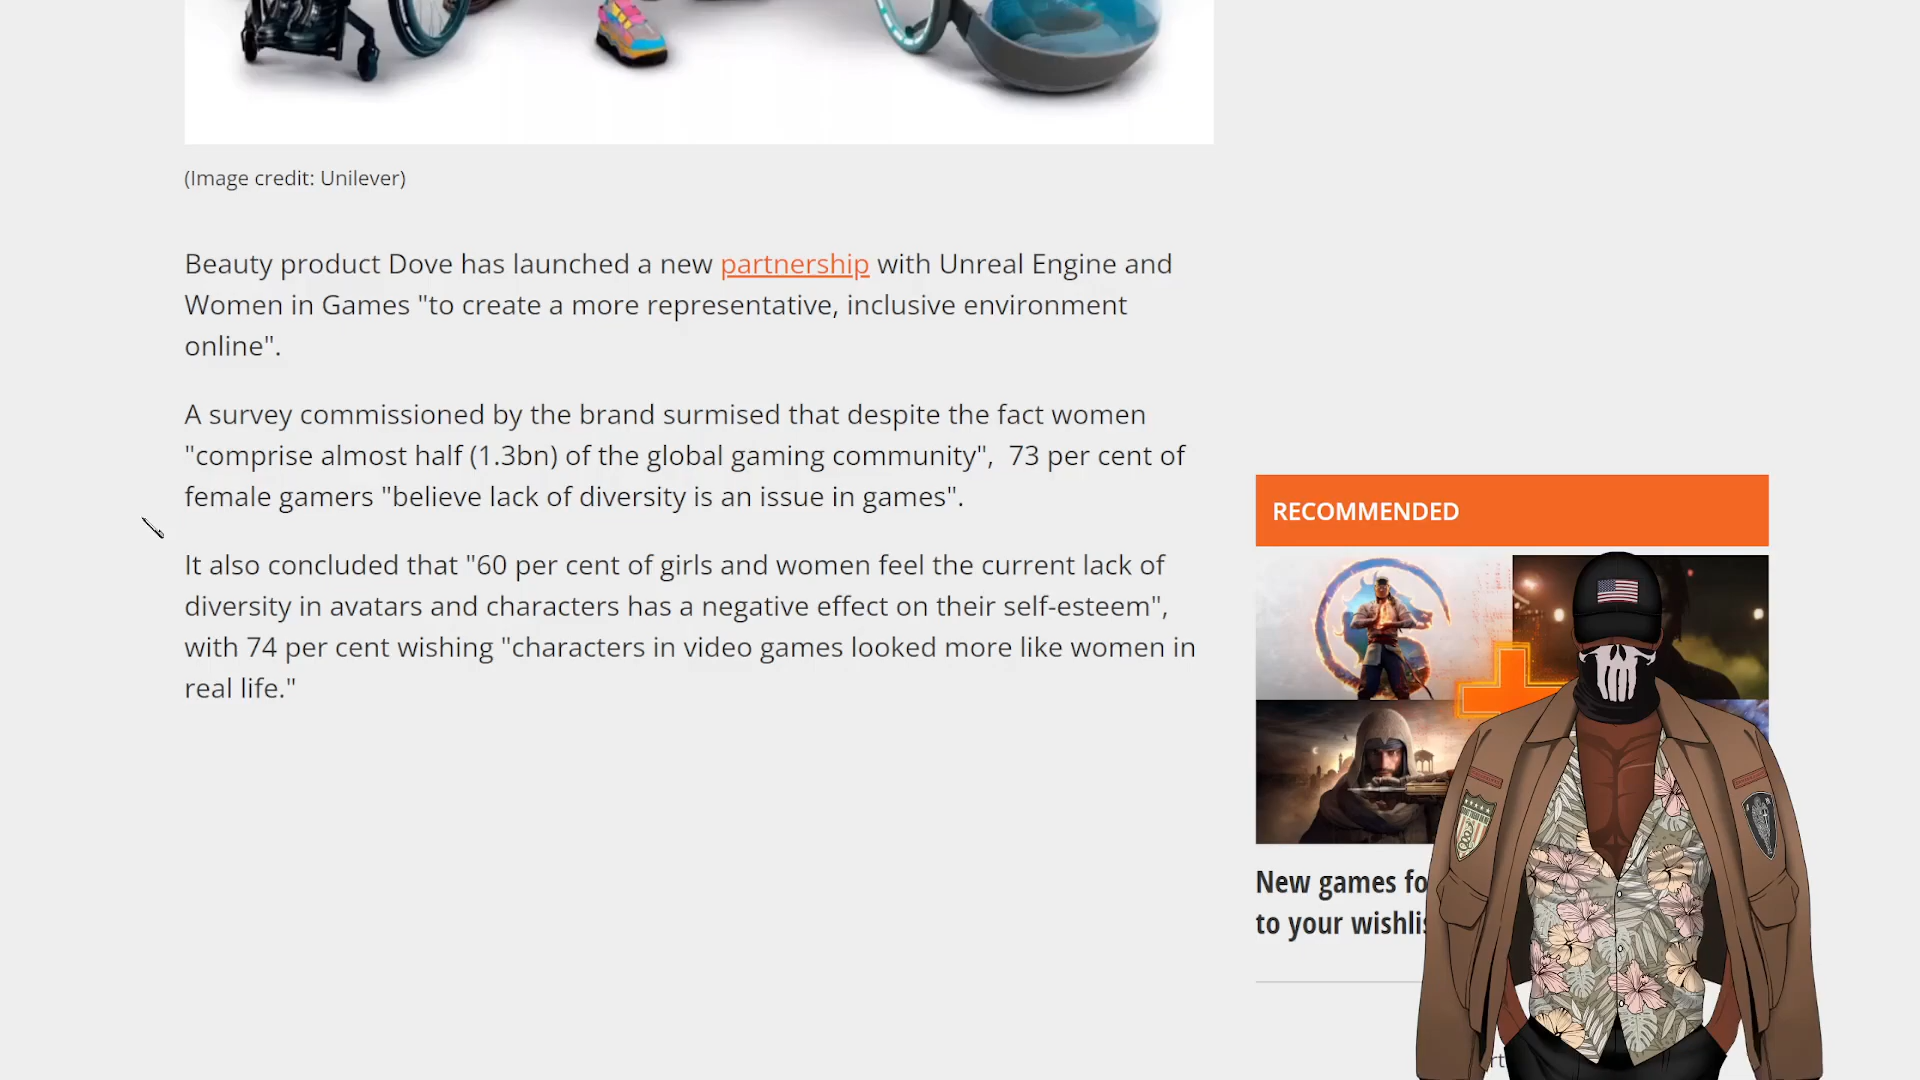 (Image credit: Unilever)
Beauty product Dove has launched a new partnership with Unreal Engine and
Women in Games "to create a more representative, inclusive environment
online".
A survey commissioned by the brand surmised that despite the fact women
"comprise almost half (1.3bn) of the global gaming community",  73 per cent of
female gamers "believe lack of diversity is an issue in games".
It also concluded that "60 per cent of girls and women feel the current lack of
diversity in avatars and characters has a negative effect on their self-esteem",
with 74 per cent wishing "characters in video games looked more like women in
real life."
RECOMMENDED
New games
to your